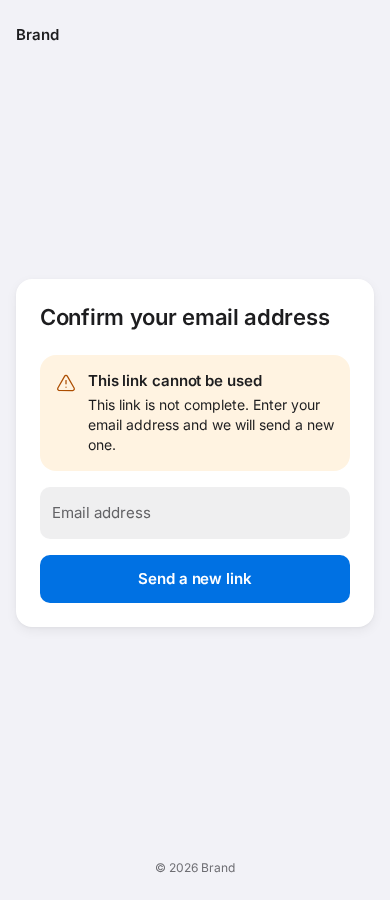 Brand
Confirm your email address
This link cannot be used
This link is not complete. Enter your
email address and we will send a new
one.
Email address
Send a new link
© 2026 Brand